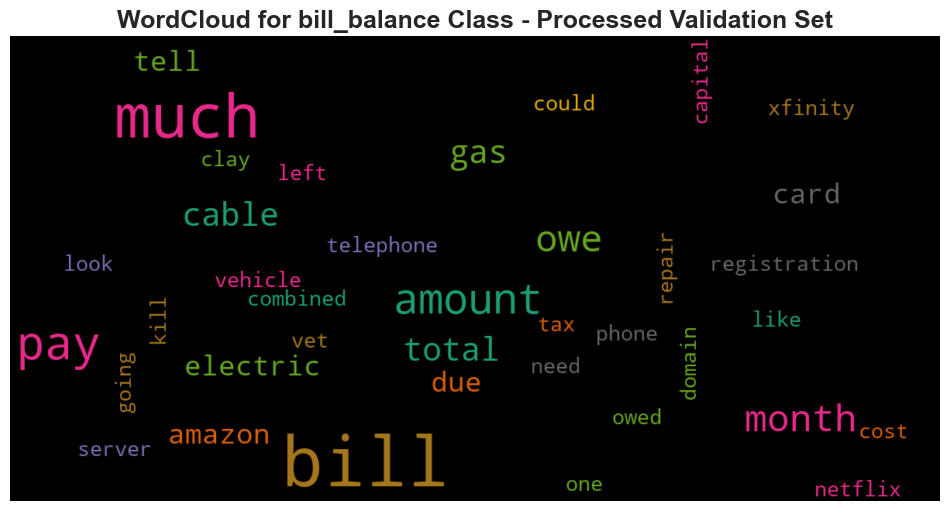 WordCloud for bill_balance Class - Processed Validation Set
tell
capital
much
could
xfinity
gas
clay
left
card
cable
owe
telephone
look
repair
registration
vehicle
combined
amount
kill
like
tax
pay
vet
total
phone
domain
going
electric
need
due
month
owed
amazon
cost
server
bill
one
netflix